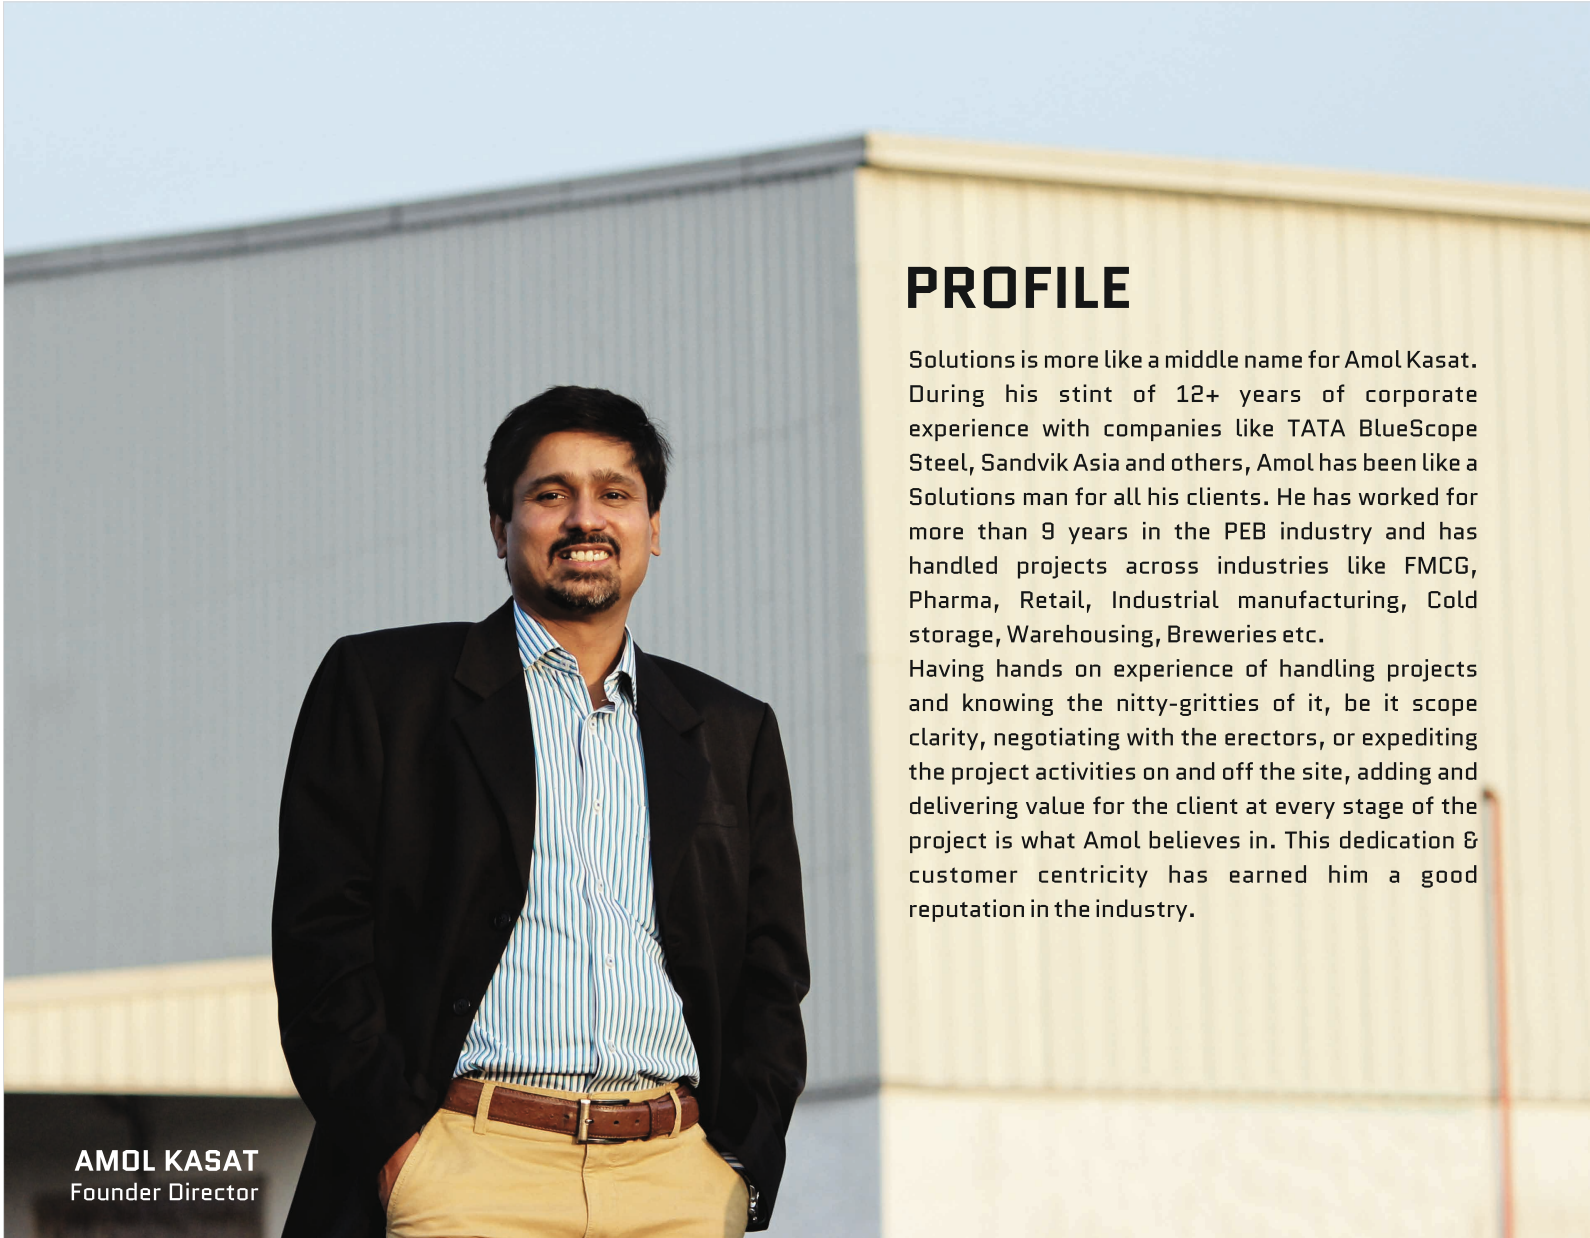 PROFILE
Solutions is more like a middle name for Amol Kasat.
During his stint of 12+ years of corporate
experience with companies like TATA BlueScope
Steel, Sandvik Asia and others, Amol has been like a
Solutions man for all his clients. He has worked for
more than 9 years in the PEB industry and has
handled projects across industries like FMCG,
Pharma, Retail, Industrial manufacturing, Cold
storage, Warehousing, Breweries etc.
Having hands on experience of handling projects
and knowing the nitty-gritties of it, be it scope
clarity, negotiating with the erectors, or expediting
the project activities on and off the site, adding and
delivering value for the client at every stage of the
project is what Amol believes in. This dedication &
customer centricity has earned him a good
reputation in the industry.
AMOL KASAT
Founder Director